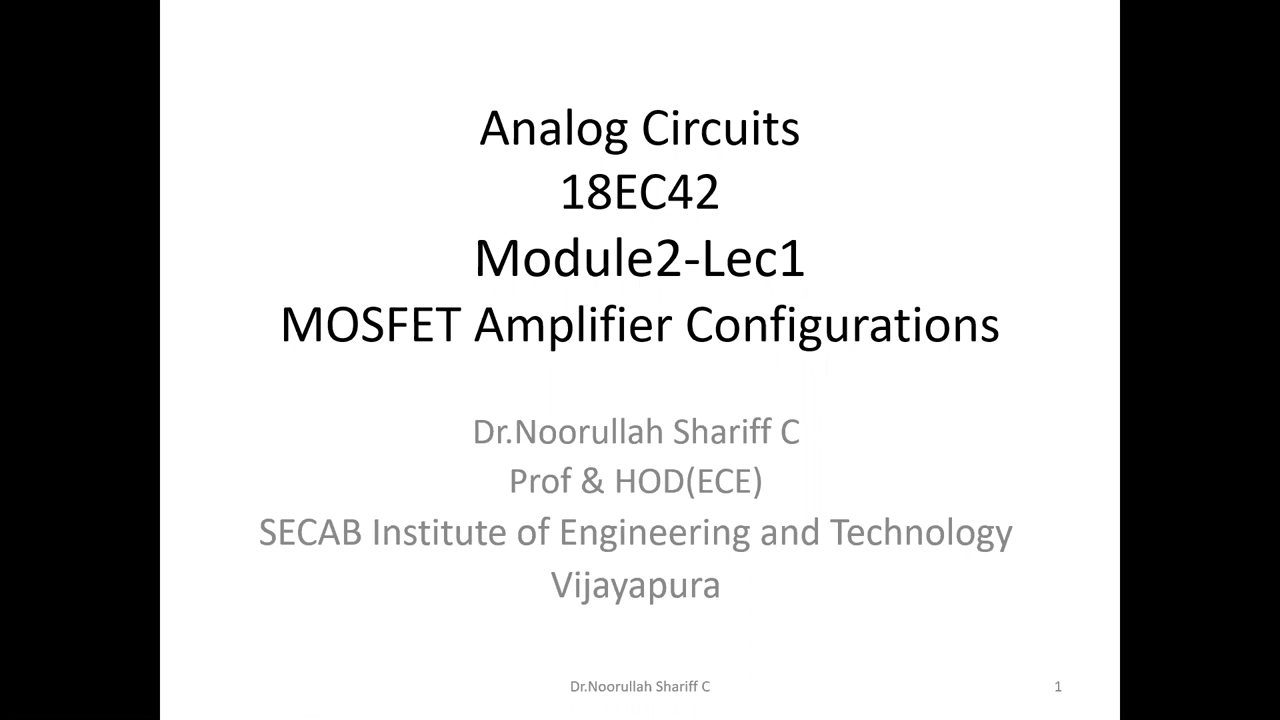 Analog Circuits
18EC42
Module2-Lec1
MOSFET Amplifier Configurations
Dr.Noorullah Shariff C
Prof & HOD(ECE)
SECAB Institute of Engineering and Technology
Vijayapura
Dr.Noorullah Shariff C
1